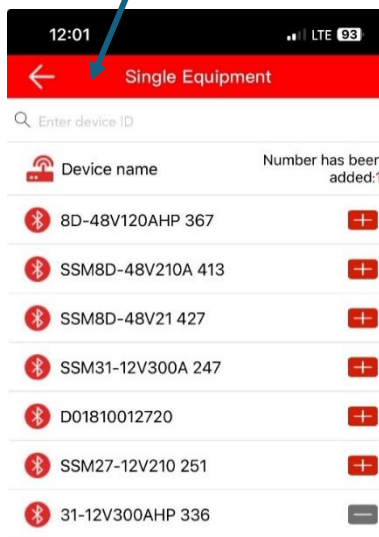 12:01
LTE 93
Single Equipment
Enter device ID
Device name
Number has been
added:1
8D-48V120AHP 367
SSM8D-48V210A 413
SSM8D-48V21 427
SSM31-12V300A 247
D01810012720
SSM27-12V210 251
31-12V300AHP 336